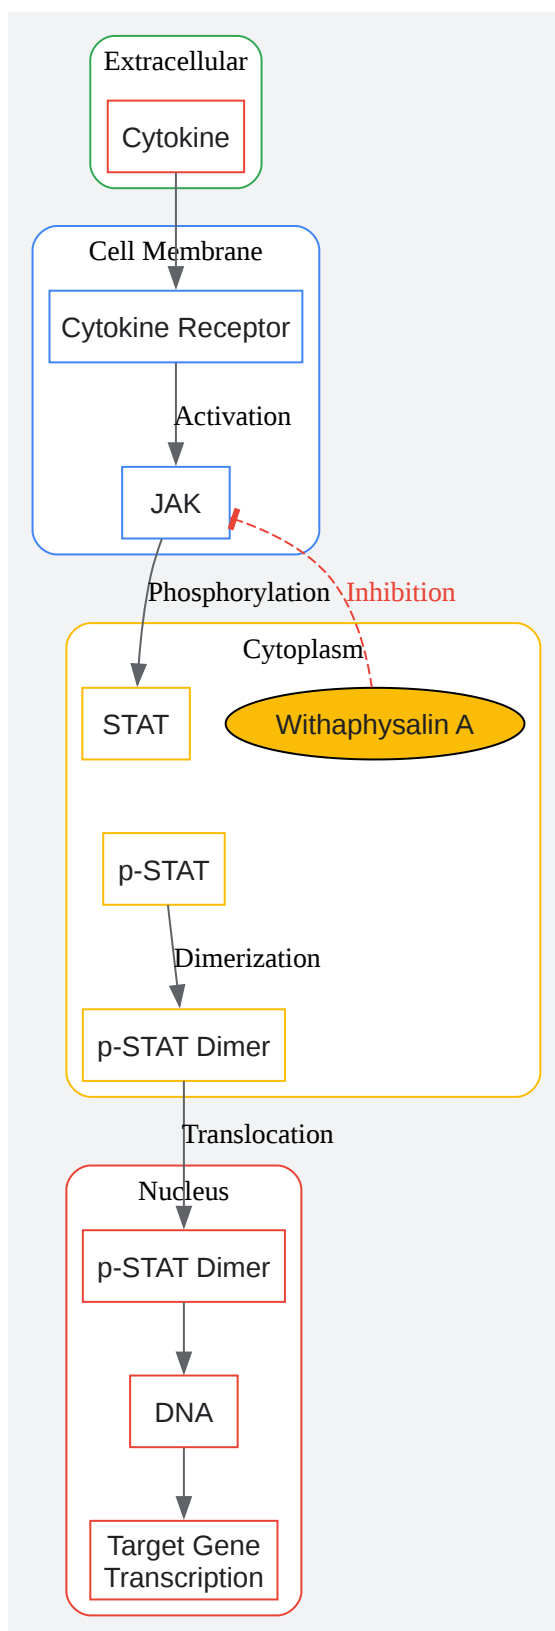 Extracellular
Cytokine
Cell Membrane
Cytokine Receptor
Activation
JAK
Phosphorylation
Inhibition
Cytoplasm
STAT
Withaphysalin A
p-STAT
Dimerization
p-STAT Dimer
Translocation
Nucleus
p-STAT Dimer
DNA
Target Gene
Transcription